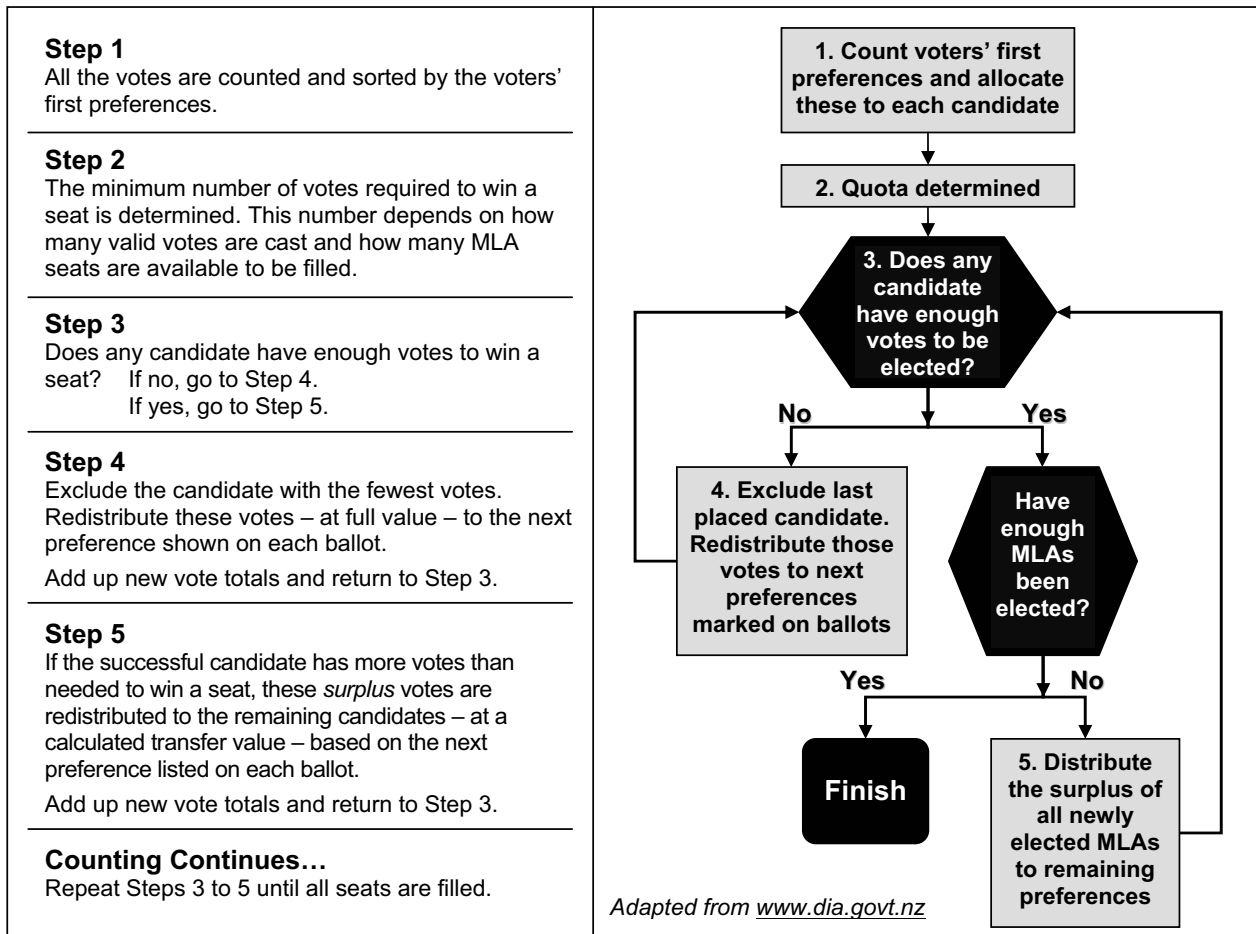 Step 1
All the votes are counted and sorted by the voters'
first preferences.
Step 2
The minimum number of votes required to win a
seat is determined. This number depends on how
many valid votes are cast and how many MLA
seats are available to be filled.
Step 3
Does any candidate have enough votes to win a
seat? If no, go to Step 4.
If yes, go to Step 5.
Step 4
Exclude the candidate with the fewest votes.
Redistribute these votes – at full value – to the next
preference shown on each ballot.
Add up new vote totals and return to Step 3.
Step 5
If the successful candidate has more votes than
needed to win a seat, these surplus votes are
redistributed to the remaining candidates – at a
calculated transfer value – based on the next
preference listed on each ballot.
Add up new vote totals and return to Step 3.
Counting Continues…
Repeat Steps 3 to 5 until all seats are filled.
1. Count voters' first
preferences and allocate
these to each candidate
2. Quota determined
3. Does any
candidate
have enough
votes to be
elected?
No
Yes
4. Exclude last
placed candidate.
Redistribute those
votes to next
preferences
marked on ballots
Have
enough
MLAs
been
elected?
Yes
No
Finish
5. Distribute
the surplus of
all newly
elected MLAs
to remaining
preferences
Adapted from www.dia.govt.nz